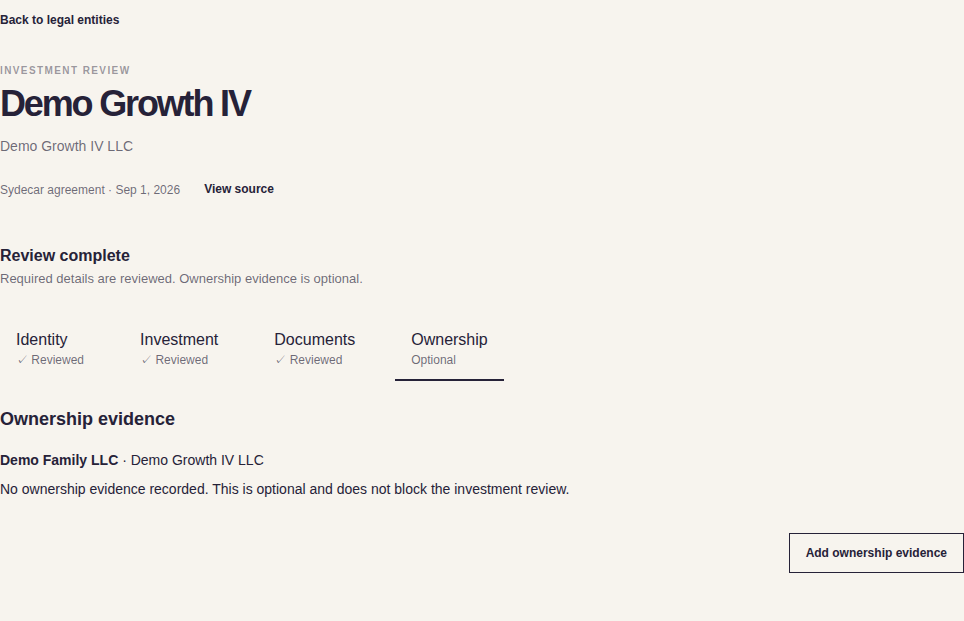 Back to legal entities
INVESTMENT REVIEW
Demo Growth IV
Demo Growth IV LLC
Sydecar agreement · Sep 1, 2026 View source
Review complete
Required details are reviewed. Ownership evidence is optional.
Identity Investment Documents Ownership
✓ Reviewed ✓ Reviewed ✓ Reviewed Optional
Ownership evidence
Demo Family LLC · Demo Growth IV LLC
No ownership evidence recorded. This is optional and does not block the investment review.
Add ownership evidence